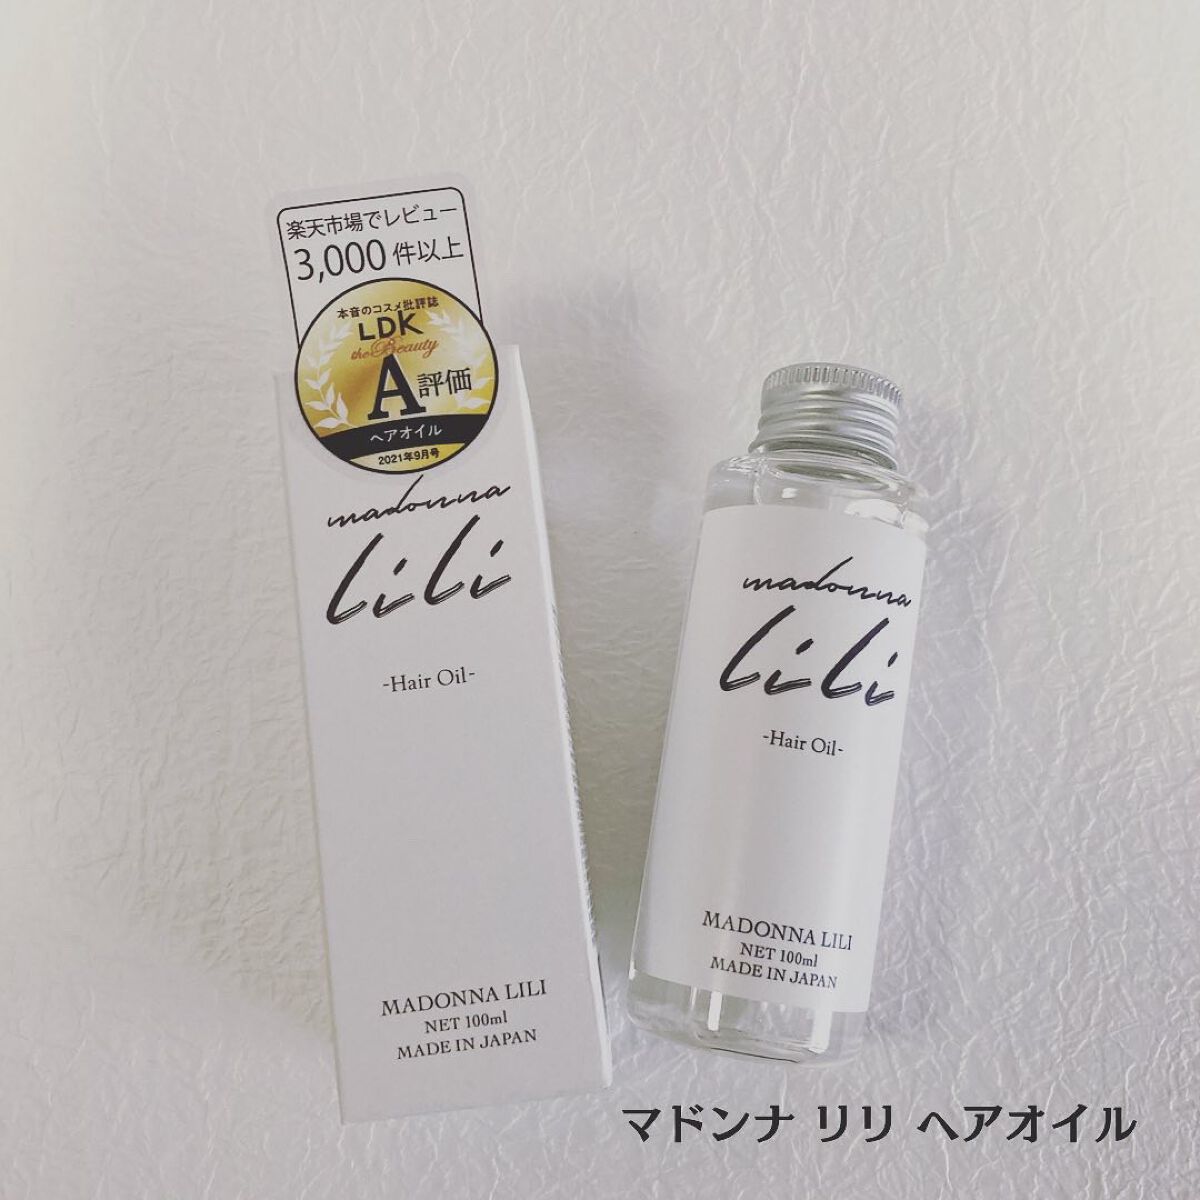 楽天市場でレビュー
3,000 件以上
本音のコスメ批評誌
LDK
the Beauty
A評価
ヘアオイル
2021年9月号
madonna
LiLi
-Hair Oil-
MADONNA LILI
NET 100ml
MADE IN JAPAN
madonna
LiLi
-Hair Oil-
MADONNA LILI
NET 100ml
MADE IN JAPAN
マドンナ リリ ヘアオイル